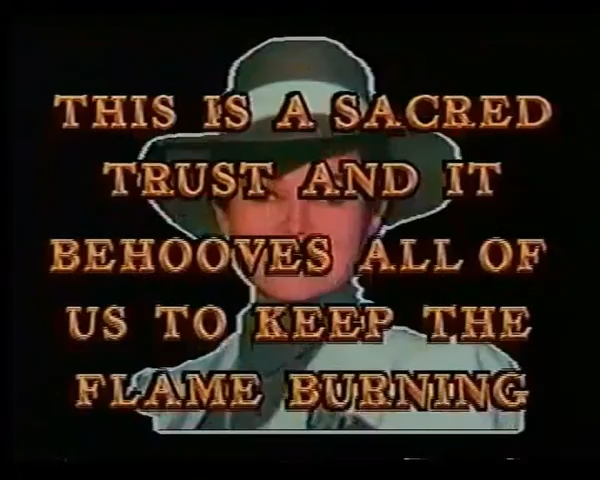 THIS IS A SACRED
TRUST AND IT
BEHOOVES ALL OF
US TO KEEP THE
FLAME BURNING